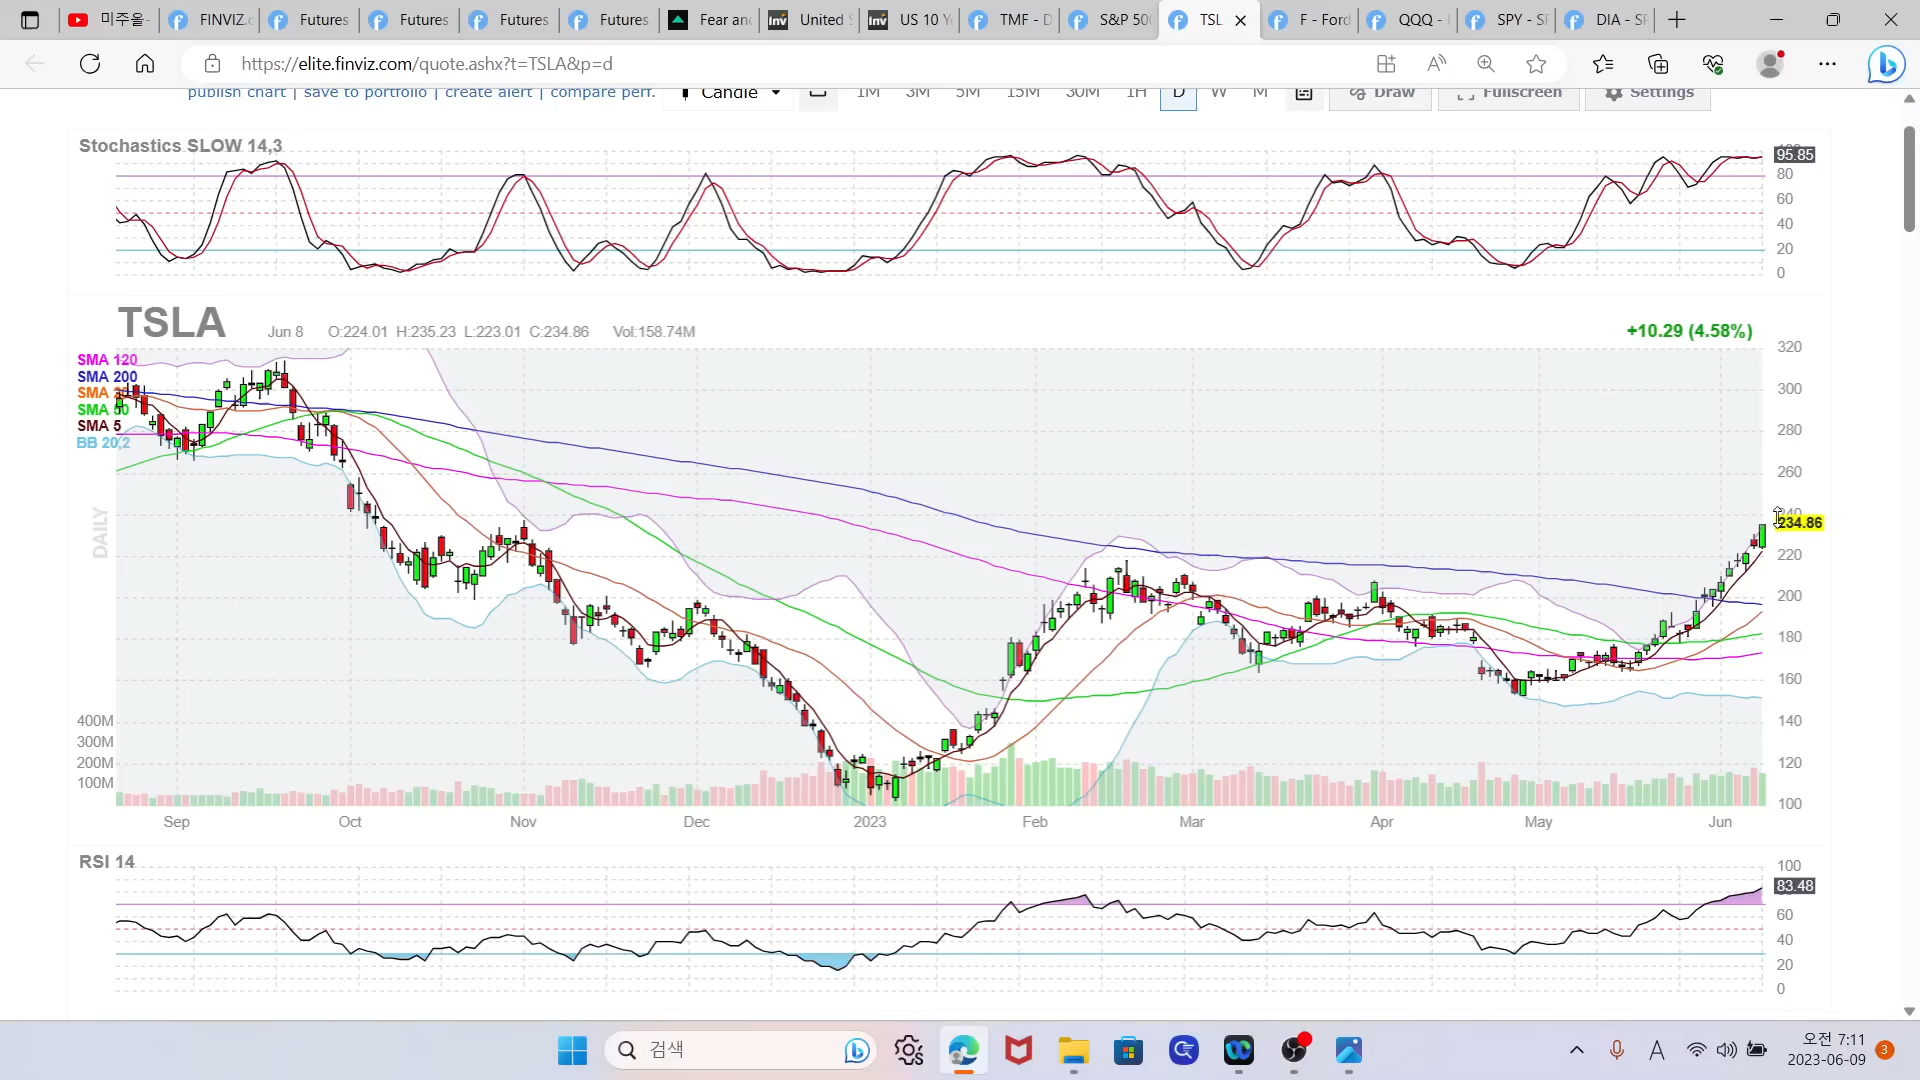 미주올-
FINVIZ.c
Futures
Futures
Futures
Futures
Fear an
United S
US 10 Y
TMF - D
S&P 50
TSL
F - Ford
QQQ -
SPY - SP
DIA - SP
https://elite.finviz.com/quote.ashx?t=TSLA&p=d
publish chart | save to portfolio | create alert | compare perf.
Candle
1M 3M 5M 15M 30M 1H D W M
Draw
Fullscreen
Settings
Stochastics SLOW 14,3
95.85
80
60
40
20
0
TSLA
Jun 8 O:224.01 H:235.23 L:223.01 C:234.86 Vol:158.74M
+10.29 (4.58%)
SMA 120
SMA 200
SMA
SMA 50
SMA 5
BB 20,2
DAILY
320
300
280
260
240
234.86
220
200
180
160
140
120
100
400M
300M
200M
100M
Sep Oct Nov Dec 2023 Feb Mar Apr May Jun
RSI 14
100
83.48
60
40
20
0
검색
A
오전 7:11
2023-06-09
3